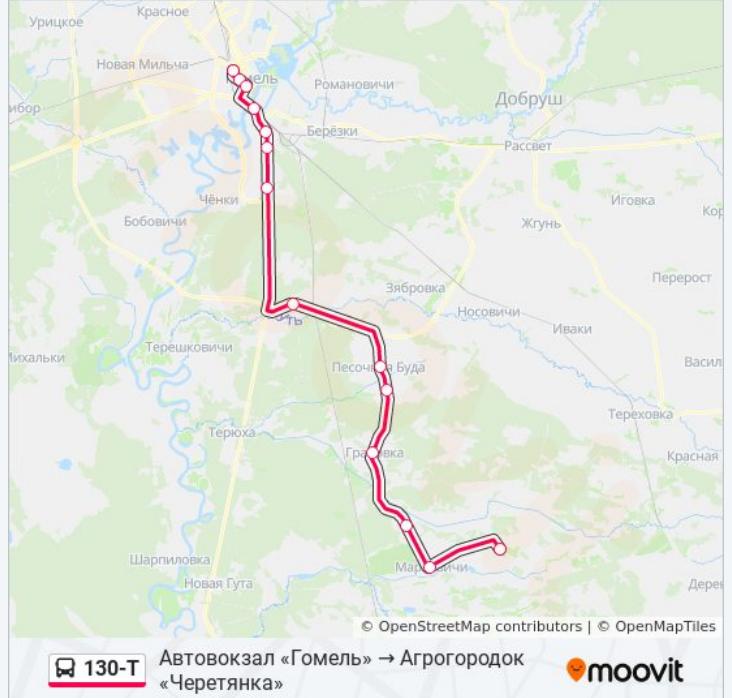 Красное
Урицкое
Новая Мильча
Романовичи
Добруш
Берёзки
Рассвет
Чёнки
Иговка
Бобовичи
Жгунь
Перерост
Зябровка
Носовичи
Иваки
Терешковичи
Песочная Буда
Тереховка
Терюха
Красная
Шарпиловка
Новая Гута
© OpenStreetMap contributors | © OpenMapTiles
130-Т
Автовокзал «Гомель» → Агрогородок
«Черетянка»
moovit